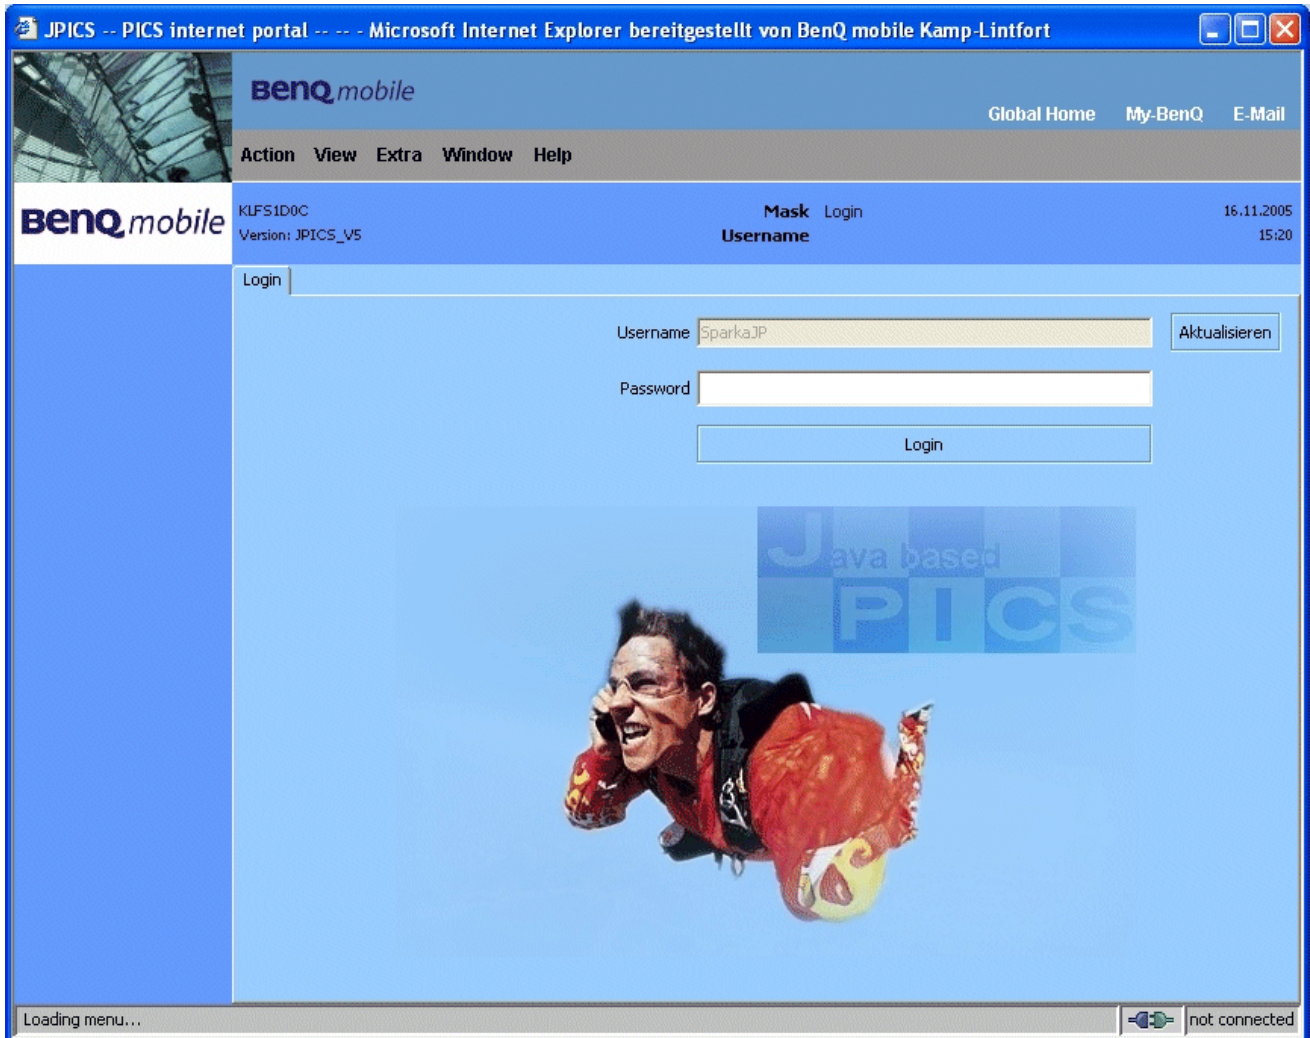 JPICS -- PICS internet portal -- -- - Microsoft Internet Explorer bereitgestellt von BenQ mobile Kamp-Lintfort
BenQ mobile
Global Home My-BenQ E-Mail
Action View Extra Window Help
BenQ mobile
KLFS1D0C
Mask Login
16.11.2005
Version: JPICS_V5
Username
15:20
Login
Username SparkaJP Aktualisieren
Password
Login
Java based
PICS
Loading menu...
not connected